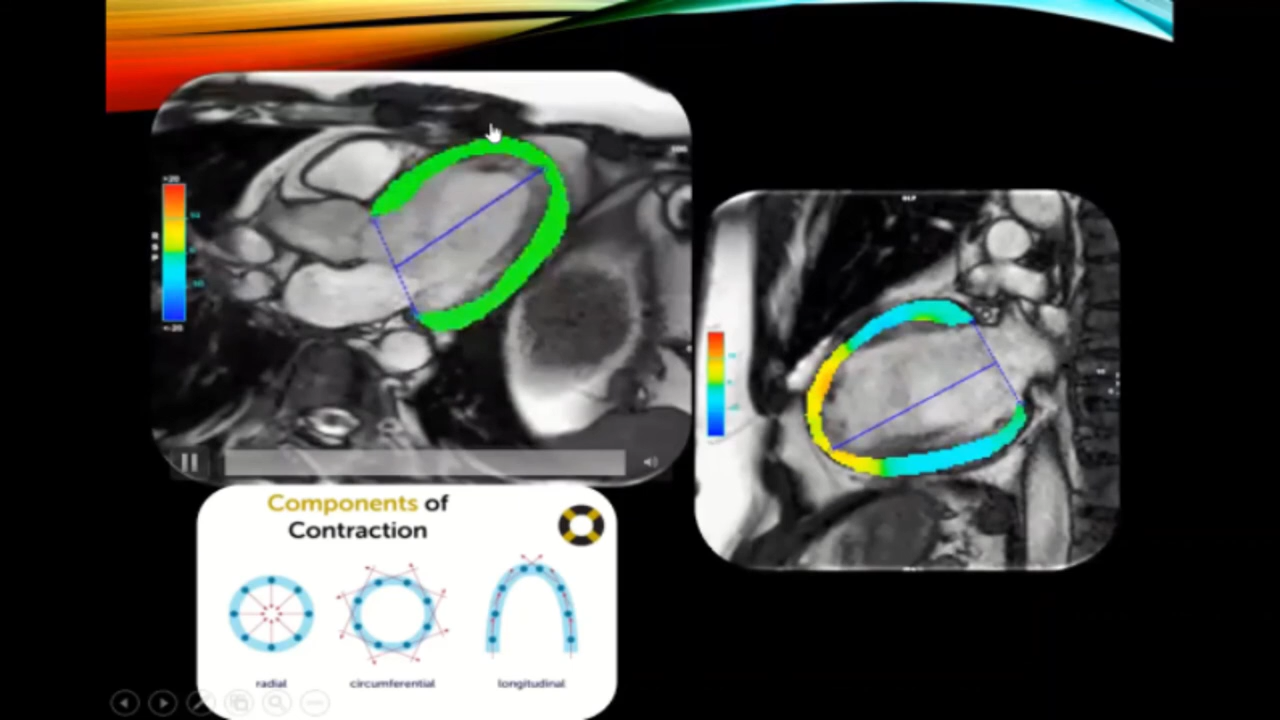 Components of
Contraction
radial
circumferential
longitudinal